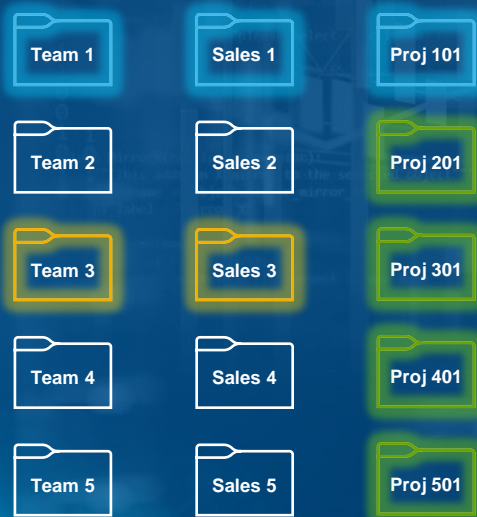 Team 1
Sales 1
Proj 101
Team 2
Sales 2
Proj 201
Team 3
Sales 3
Proj 301
Team 4
Sales 4
Proj 401
Team 5
Sales 5
Proj 501